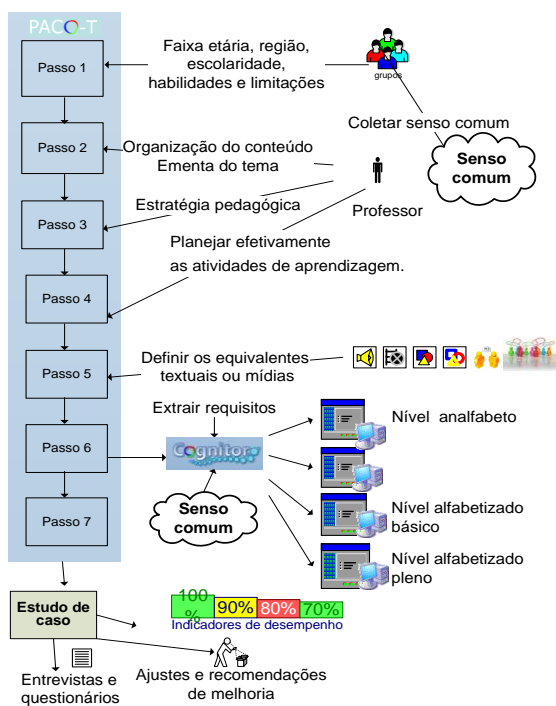 PACO-T
Passo 1
Faixa etária, região,
escolaridade,
habilidades e limitações
grupos
Coletar senso comum
Senso
comum
Passo 2
Organização do conteúdo
Ementa do tema
Professor
Passo 3
Estratégia pedagógica
Planejar efetivamente
as atividades de aprendizagem.
Passo 4
Passo 5
Definir os equivalentes
textuais ou mídias
Extrair requisitos
Passo 6
Cognitor
Senso
comum
Nível analfabeto
Nível alfabetizado
básico
Nível alfabetizado
pleno
Passo 7
Estudo de
caso
100
%
90%
80%
70%
Indicadores de desempenho
Entrevistas e
questionários
Ajustes e recomendações
de melhoria